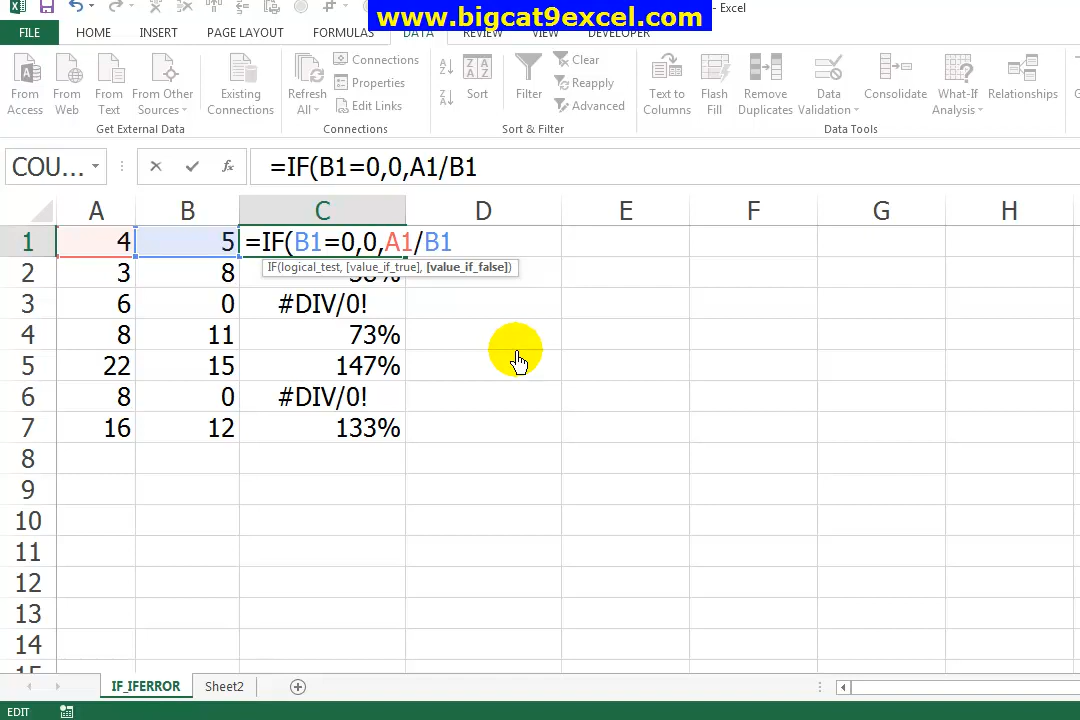 www.bigcat9excel.com
- Excel
FILE HOME INSERT PAGE LAYOUT FORMULAS DATA REVIEW VIEW DEVELOPER
From Access
From Web
From Text
From Other Sources
Existing Connections
Get External Data
Refresh All
Connections
Properties
Edit Links
Connections
Sort
Filter
Clear
Reapply
Advanced
Sort & Filter
Text to Columns
Flash Fill
Remove Duplicates
Data Validation
Consolidate
What-If Analysis
Relationships
Data Tools
COU... =IF(B1=0,0,A1/B1
A B C D E F G H
1 4 5 =IF(B1=0,0,A1/B1
IF(logical_test, [value_if_true], [value_if_false])
2 3 8
3 6 0 #DIV/0!
4 8 11 73%
5 22 15 147%
6 8 0 #DIV/0!
7 16 12 133%
8
9
10
11
12
13
14
IF_IFERROR Sheet2
EDIT